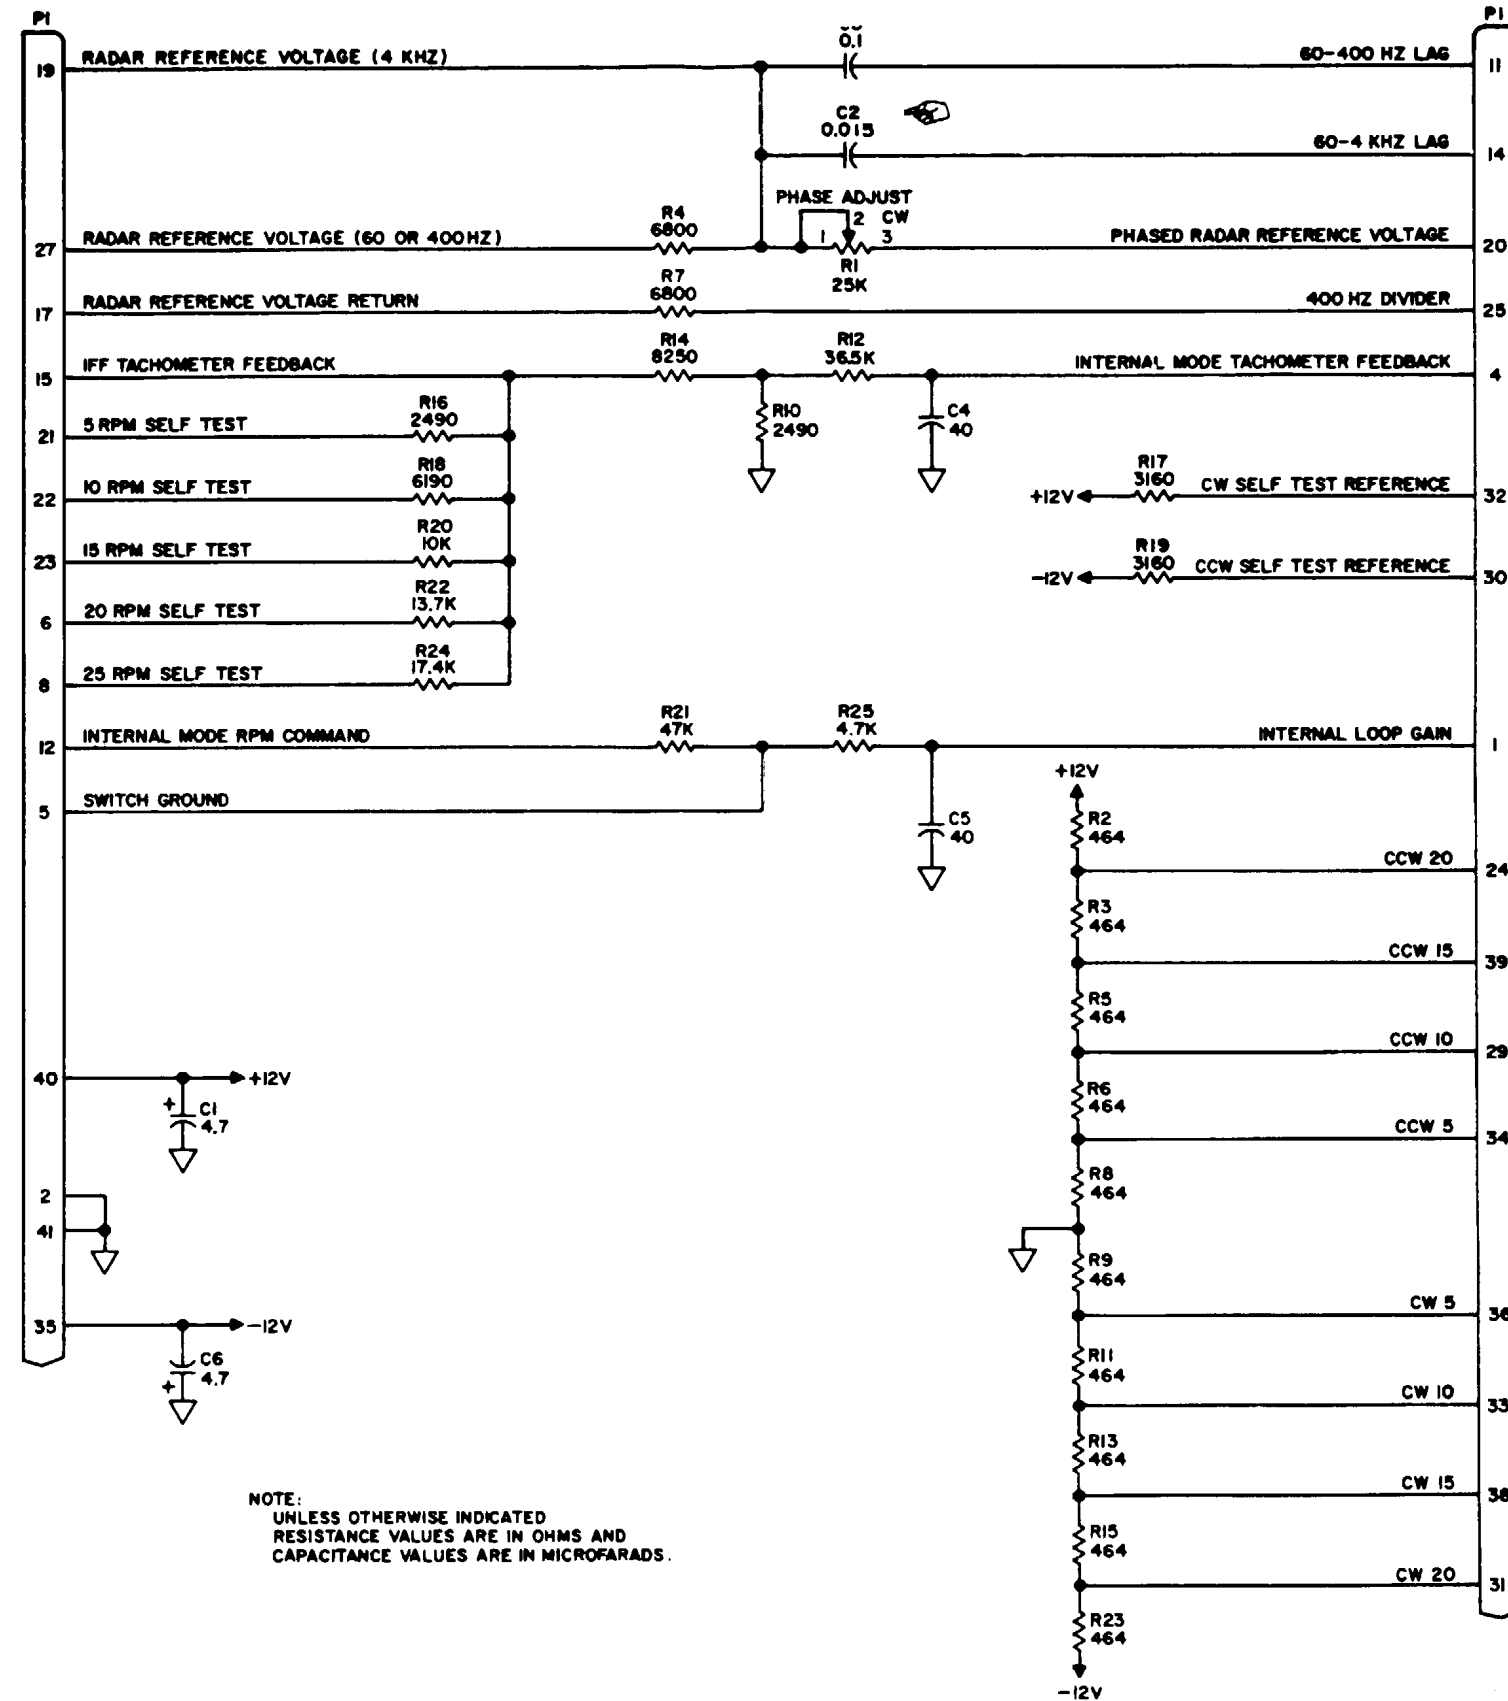 P1 P1
19 RADAR REFERENCE VOLTAGE (4 KHZ) 0.1 60-400 HZ LAG 11
C2
0.015 60-4 KHZ LAG 14
PHASE ADJUST
27 RADAR REFERENCE VOLTAGE (60 OR 400HZ) R4 6800 1 2 CW 3 PHASED RADAR REFERENCE VOLTAGE 20
R1
25K
17 RADAR REFERENCE VOLTAGE RETURN R7 6800 400 HZ DIVIDER 25
15 IFF TACHOMETER FEEDBACK R14 8250 R12 36.5K INTERNAL MODE TACHOMETER FEEDBACK 4
R10 2490 C4 40
21 5 RPM SELF TEST R16 2490
22 10 RPM SELF TEST R18 6190 +12V R17 3160 CW SELF TEST REFERENCE 32
23 15 RPM SELF TEST R20 10K -12V R19 3160 CCW SELF TEST REFERENCE 30
6 20 RPM SELF TEST R22 13.7K
8 25 RPM SELF TEST R24 17.4K
12 INTERNAL MODE RPM COMMAND R21 47K R25 4.7K INTERNAL LOOP GAIN 1
5 SWITCH GROUND C5 40
+12V
R2 464
CCW 20 24
R3 464
CCW 15 39
R5 464
CCW 10 29
40 +12V R6 464
C1 4.7 +
CCW 5 34
2 R8 464
41
R9 464
35 -12V CW 5 36
C6 4.7 +
R11 464
CW 10 33
R13 464
CW 15 38
NOTE:
UNLESS OTHERWISE INDICATED
RESISTANCE VALUES ARE IN OHMS AND
CAPACITANCE VALUES ARE IN MICROFARADS.
R15 464
CW 20 31
R23 464
-12V